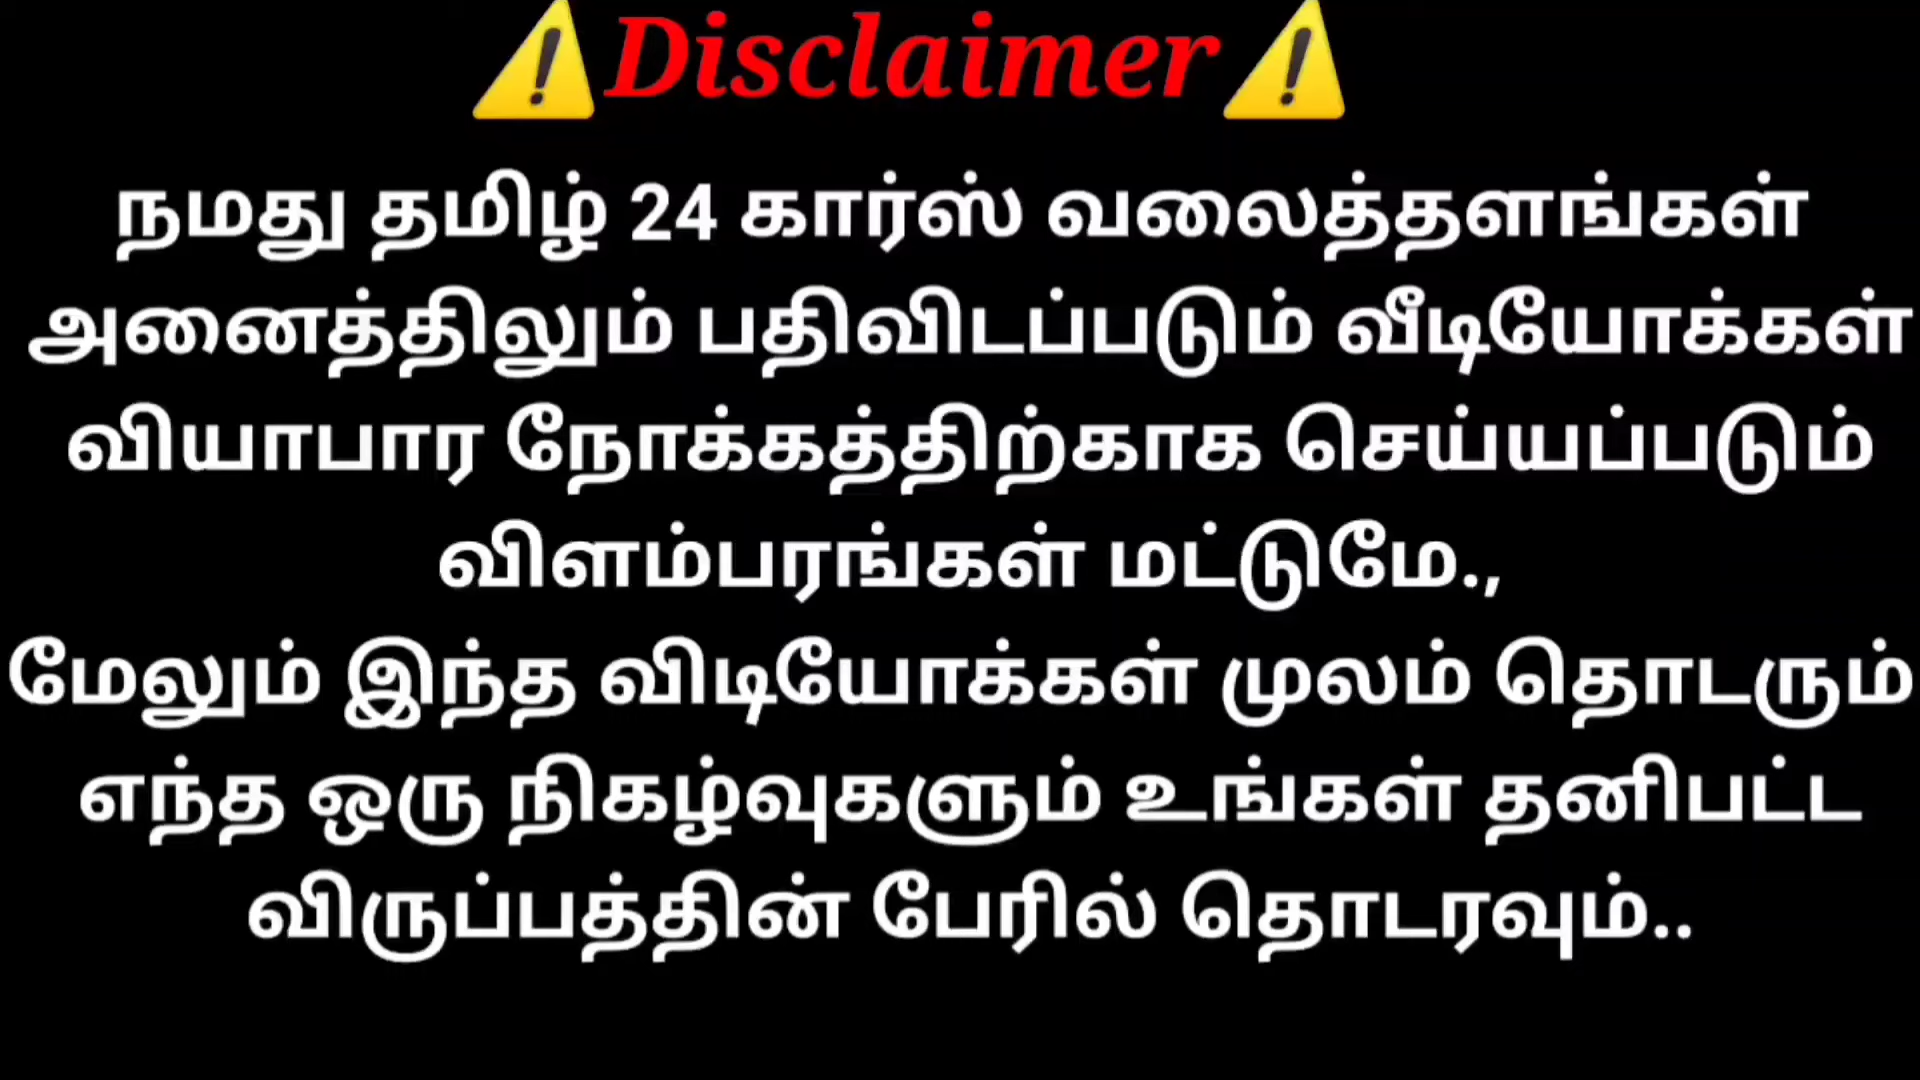 ⚠️Disclaimer⚠️
நமது தமிழ் 24 கார்ஸ் வலைத்தளங்கள்
அனைத்திலும் பதிவிடப்படும் வீடியோக்கள்
வியாபார நோக்கத்திற்காக செய்யப்படும்
விளம்பரங்கள் மட்டுமே.,
மேலும் இந்த விடியோக்கள் முலம் தொடரும்
எந்த ஒரு நிகழ்வுகளும் உங்கள் தனிபட்ட
விருப்பத்தின் பேரில் தொடரவும்..